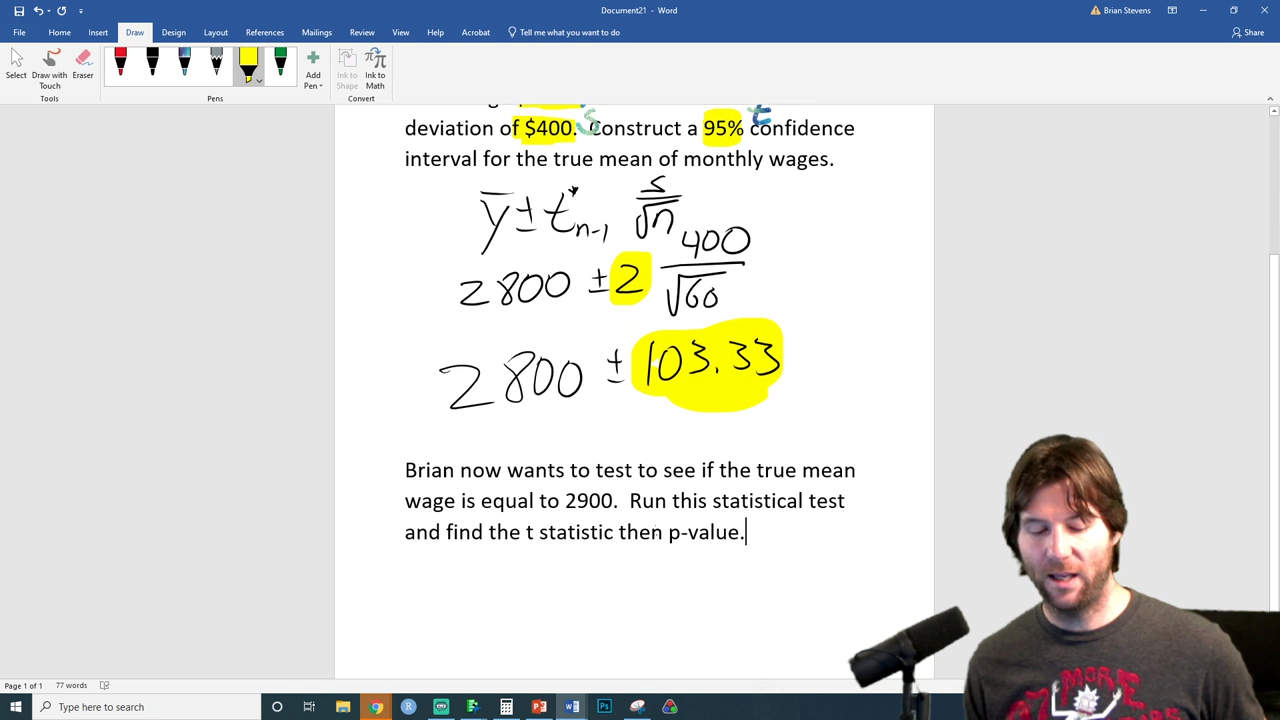 Document21 - Word
Brian Stevens
File Home Insert Draw Design Layout References Mailings Review View Help Acrobat Tell me what you want to do Share
Select Draw with Touch Eraser Add Pen Ink to Shape Ink to Math
Tools Pens Convert
deviation of $400. s Construct a 95% t confidence
interval for the true mean of monthly wages.
ȳ ± t*n-1 s/√n
2800 ± 2 400/√60
2800 ± 103.33
Brian now wants to test to see if the true mean
wage is equal to 2900. Run this statistical test
and find the t statistic then p-value.
MORE
Page 1 of 1 77 words
Type here to search